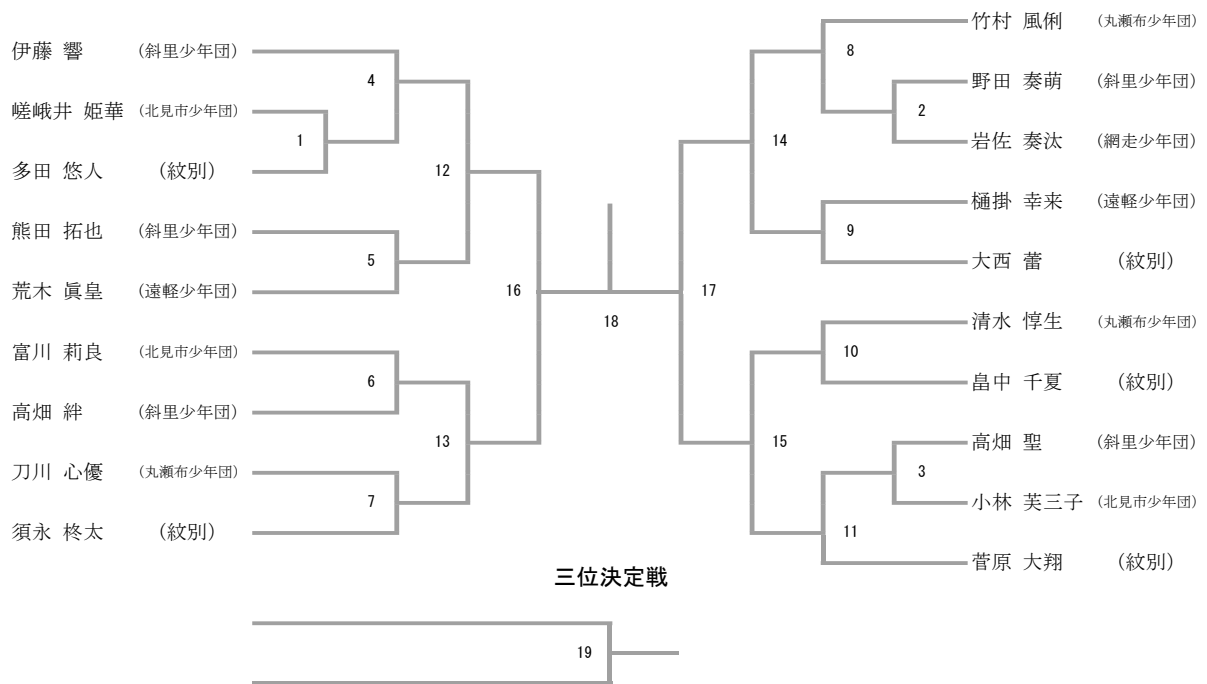 伊藤 響 (斜里少年団)
4
嵯峨井 姫華 (北見市少年団)
1
多田 悠人 (紋別)
12
熊田 拓也 (斜里少年団)
5
荒木 眞皇 (遠軽少年団)
16
富川 莉良 (北見市少年団)
6
高畑 絆 (斜里少年団)
13
刀川 心優 (丸瀬布少年団)
7
須永 柊太 (紋別)
18
竹村 風俐 (丸瀬布少年団)
8
野田 奏萌 (斜里少年団)
2
岩佐 奏汰 (網走少年団)
14
樋掛 幸来 (遠軽少年団)
9
大西 蕾 (紋別)
17
清水 惇生 (丸瀬布少年団)
10
畠中 千夏 (紋別)
15
高畑 聖 (斜里少年団)
3
小林 芙三子 (北見市少年団)
11
菅原 大翔 (紋別)
三位決定戦
19